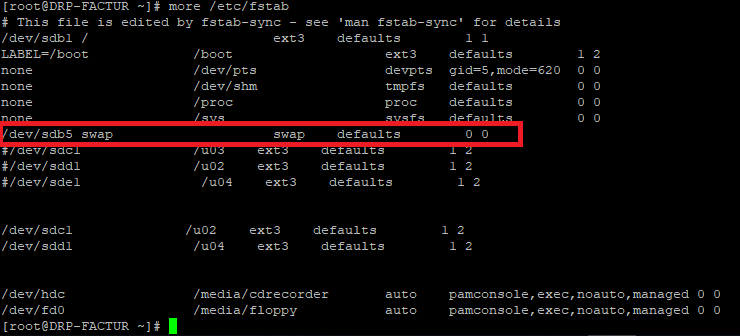 [root@DRP-FACTUR ~]# more /etc/fstab
# This file is edited by fstab-sync - see 'man fstab-sync' for details
/dev/sdb1 / ext3 defaults 1 1
LABEL=/boot /boot ext3 defaults 1 2
none /dev/pts devpts gid=5,mode=620 0 0
none /dev/shm tmpfs defaults 0 0
none /proc proc defaults 0 0
none /sys sysfs defaults 0 0
/dev/sdb5 swap swap defaults 0 0
#/dev/sdc1 /u03 ext3 defaults 1 2
#/dev/sdd1 /u02 ext3 defaults 1 2
#/dev/sde1 /u04 ext3 defaults 1 2
/dev/sdc1 /u02 ext3 defaults 1 2
/dev/sdd1 /u04 ext3 defaults 1 2
/dev/hdc /media/cdrecorder auto pamconsole,exec,noauto,managed 0 0
/dev/fd0 /media/floppy auto pamconsole,exec,noauto,managed 0 0
[root@DRP-FACTUR ~]#